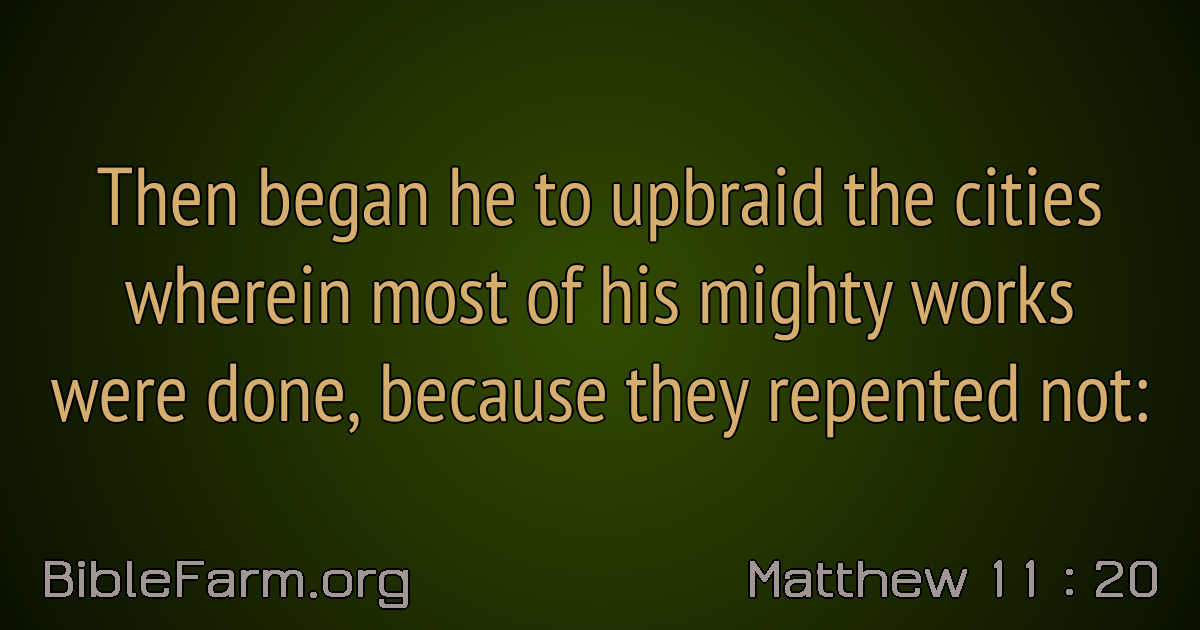 Then began he to upbraid the cities
wherein most of his mighty works
were done, because they repented not:
BibleFarm.org
Matthew 11 : 20